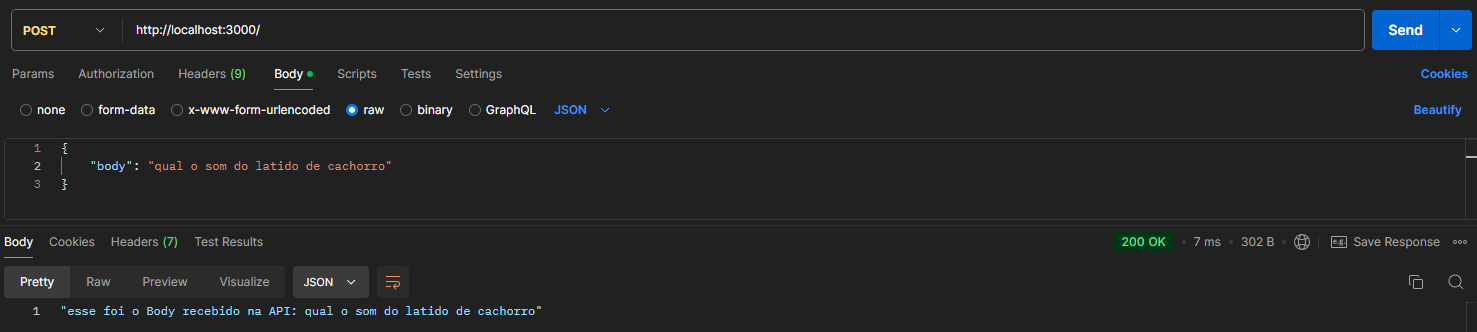 POST http://localhost:3000/ Send
Params Authorization Headers (9) Body Scripts Tests Settings Cookies
none form-data x-www-form-urlencoded raw binary GraphQL JSON Beautify
1 {
2 "body": "qual o som do latido de cachorro"
3 }
Body Cookies Headers (7) Test Results 200 OK • 7 ms • 302 B e.g. Save Response
Pretty Raw Preview Visualize JSON
1 "esse foi o Body recebido na API: qual o som do latido de cachorro"